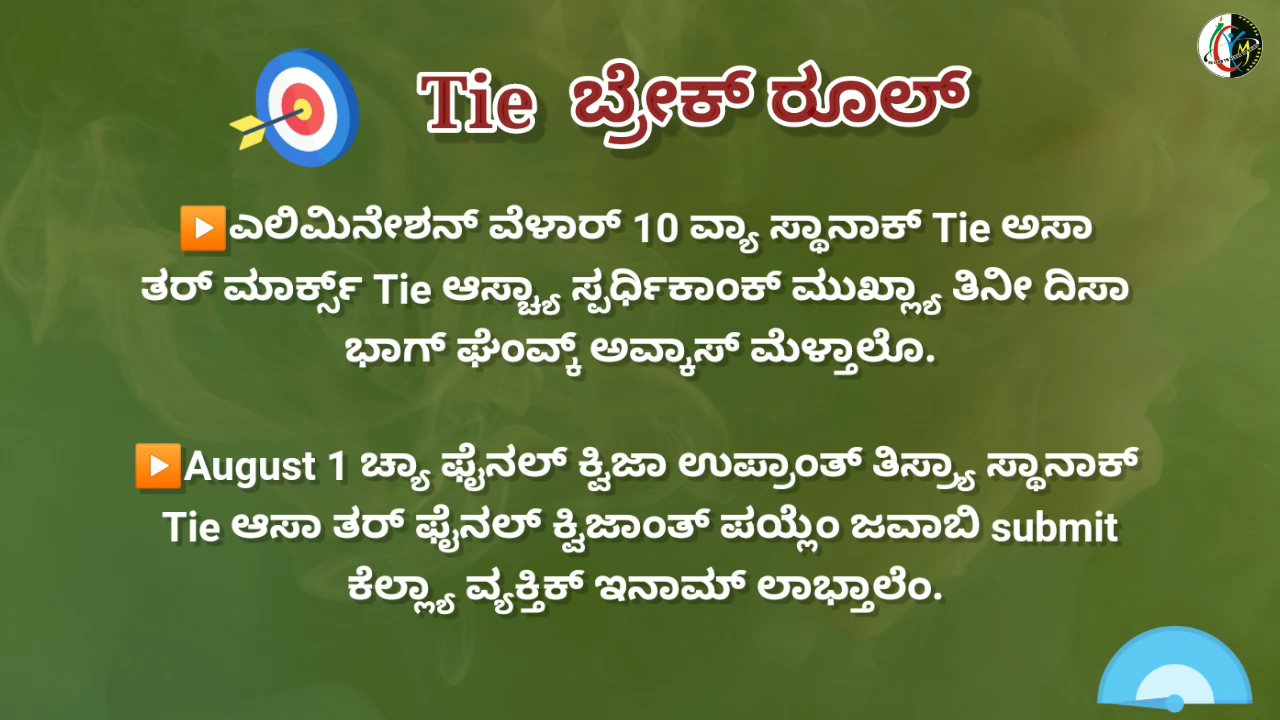 Tie ಬ್ರೇಕ್ ರೂಲ್
ಎಲಿಮಿನೇಶನ್ ವೆಳಾರ್ 10 ವ್ಯಾ ಸ್ಥಾನಾಕ್ Tie ಅಸಾ
ತರ್ ಮಾರ್ಕ್ಸ್ Tie ಆಸ್ಚ್ಯಾ ಸ್ಪರ್ಧಿಕಾಂಕ್ ಮುಖ್ಲ್ಯಾ ತಿನೀ ದಿಸಾ
ಭಾಗ್ ಘೆಂವ್ಕ್ ಅವ್ಕಾಸ್ ಮೆಳ್ತಾಲೊ.
August 1 ಚ್ಯಾ ಫೈನಲ್ ಕ್ವಿಜಾ ಉಪ್ರಾಂತ್ ತಿಸ್ರ್ಯಾ ಸ್ಥಾನಾಕ್
Tie ಆಸಾ ತರ್ ಫೈನಲ್ ಕ್ವಿಜಾಂತ್ ಪಯ್ಲೆಂ ಜವಾಬಿ submit
ಕೆಲ್ಲ್ಯಾ ವ್ಯಕ್ತಿಕ್ ಇನಾಮ್ ಲಾಭ್ತಾಲೆಂ.